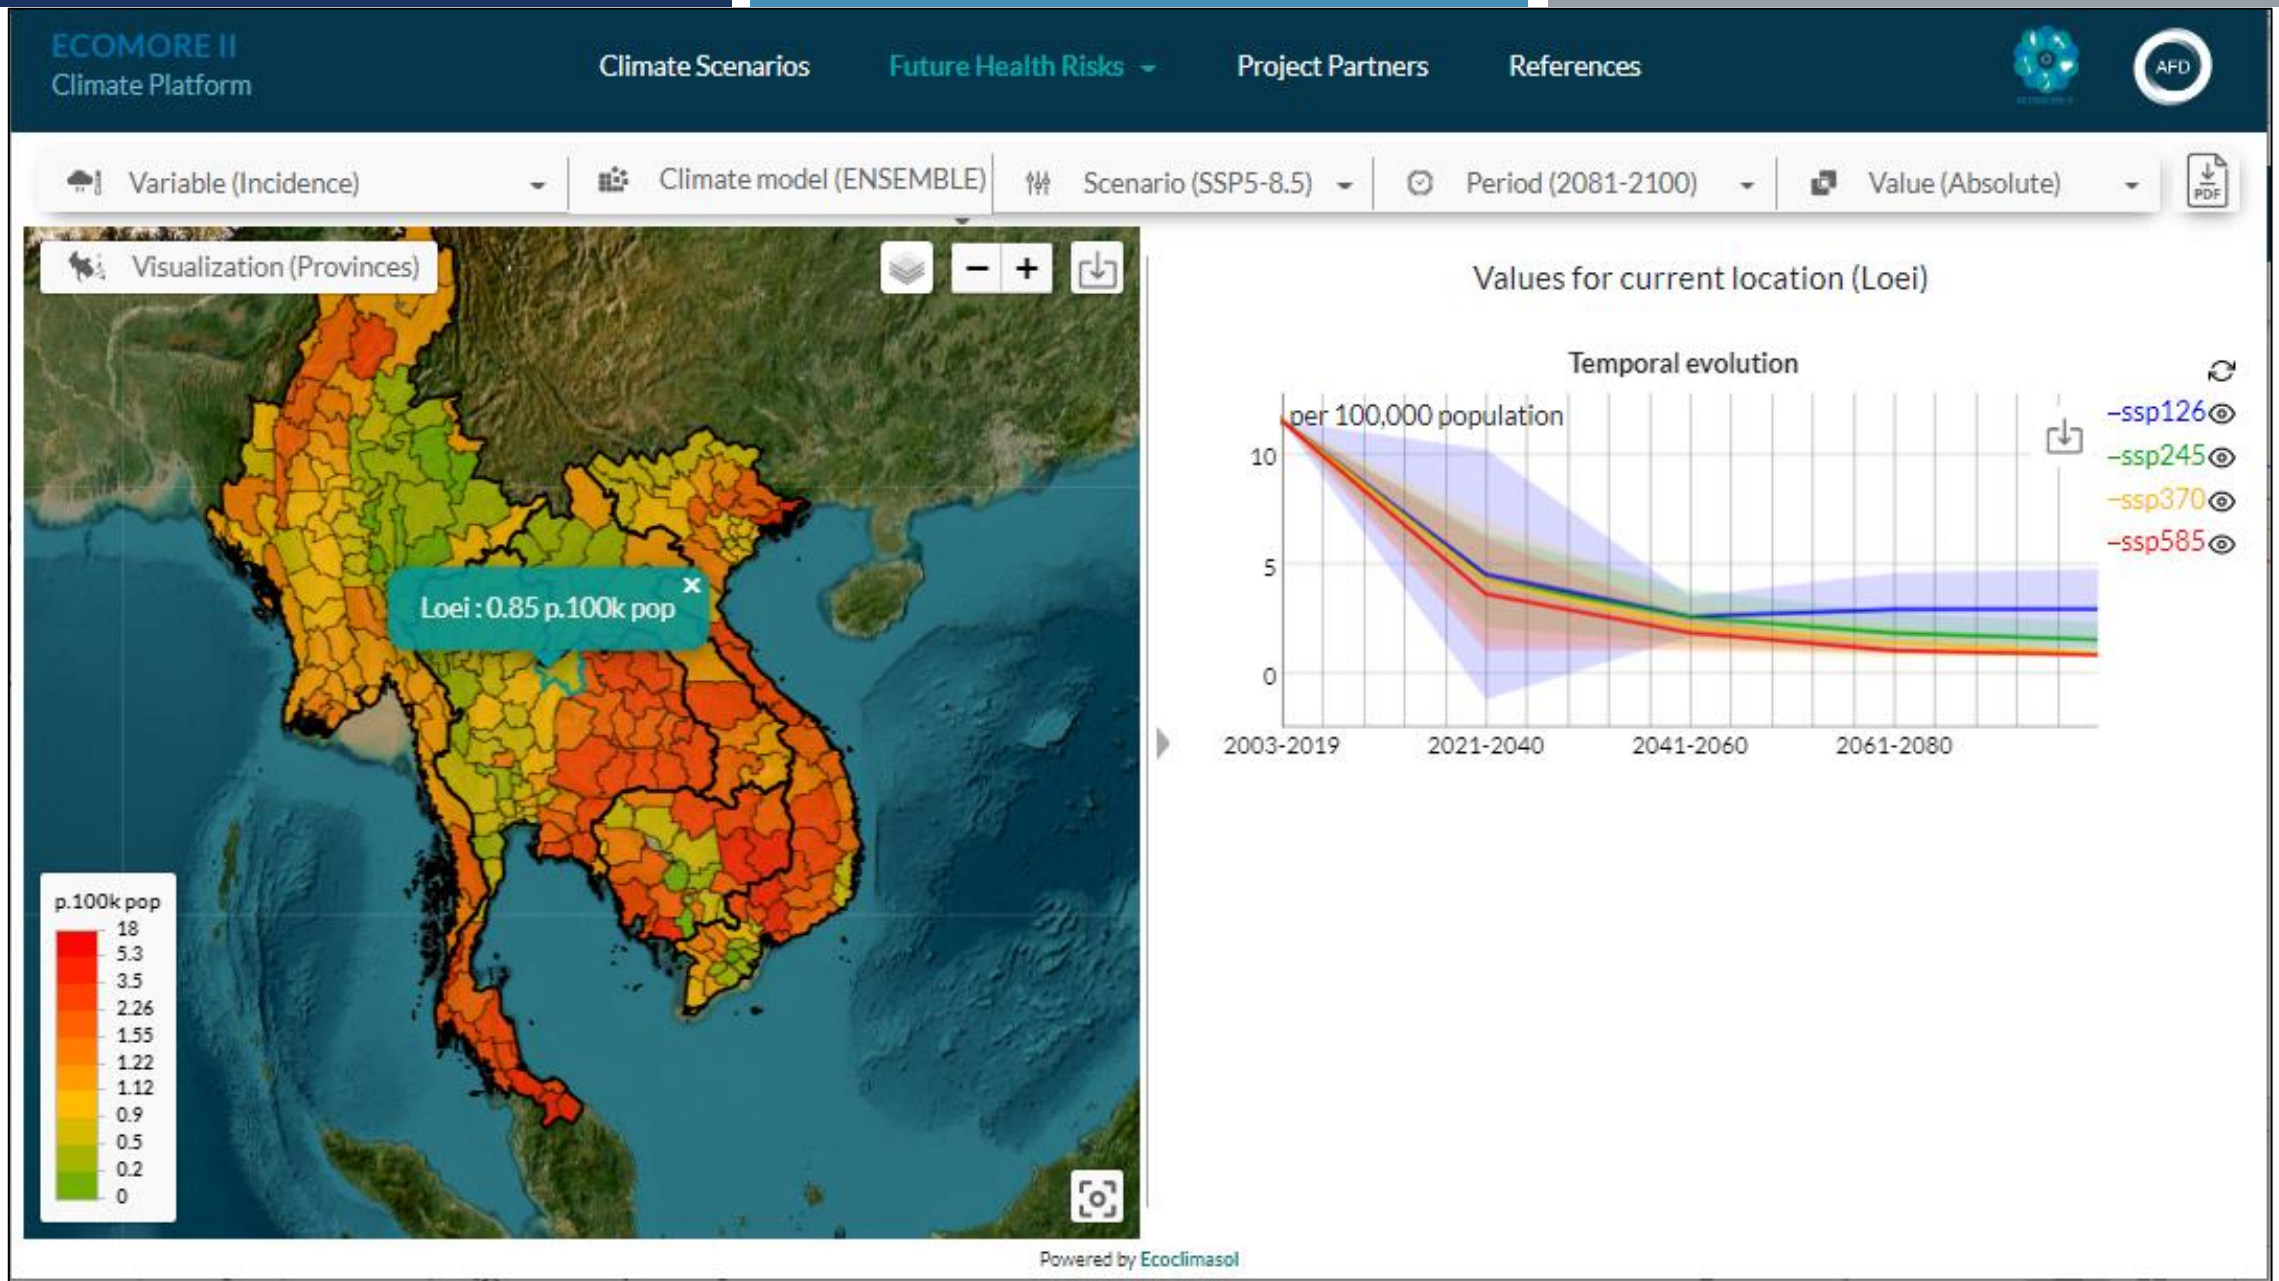 ECOMORE II
Climate Platform
Climate Scenarios
Future Health Risks
Project Partners
References
AFD
Variable (Incidence)
Climate model (ENSEMBLE)
Scenario (SSP5-8.5)
Period (2081-2100)
Value (Absolute)
PDF
Visualization (Provinces)
Loei : 0.85 p.100k pop
p.100k pop
18
5.3
3.5
2.26
1.55
1.22
1.12
0.9
0.5
0.2
0
Values for current location (Loei)
Temporal evolution
per 100,000 population
10
5
0
2003-2019
2021-2040
2041-2060
2061-2080
–ssp126
–ssp245
–ssp370
–ssp585
Powered by Ecoclimasol